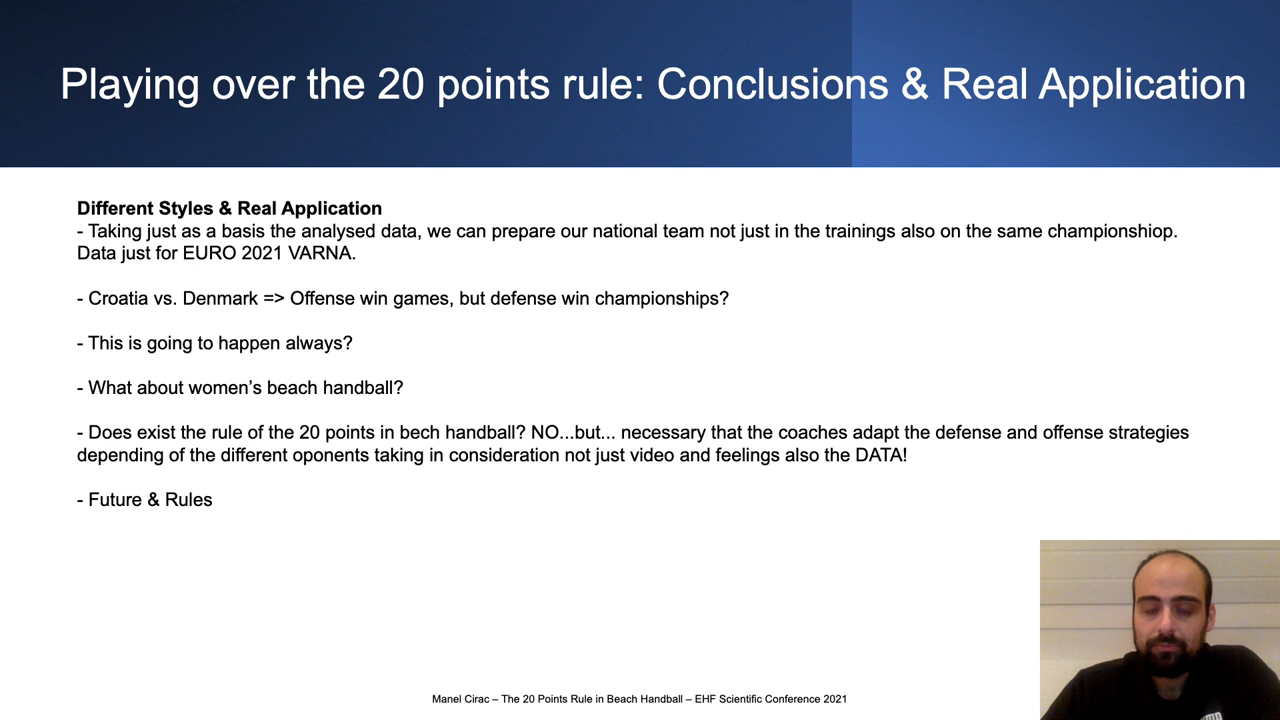 Playing over the 20 points rule: Conclusions & Real Application
Different Styles & Real Application
- Taking just as a basis the analysed data, we can prepare our national team not just in the trainings also on the same championshiop.
Data just for EURO 2021 VARNA.
- Croatia vs. Denmark => Offense win games, but defense win championships?
- This is going to happen always?
- What about women’s beach handball?
- Does exist the rule of the 20 points in bech handball? NO...but... necessary that the coaches adapt the defense and offense strategies
depending of the different oponents taking in consideration not just video and feelings also the DATA!
- Future & Rules
Manel Cirac – The 20 Points Rule in Beach Handball – EHF Scientific Conference 2021